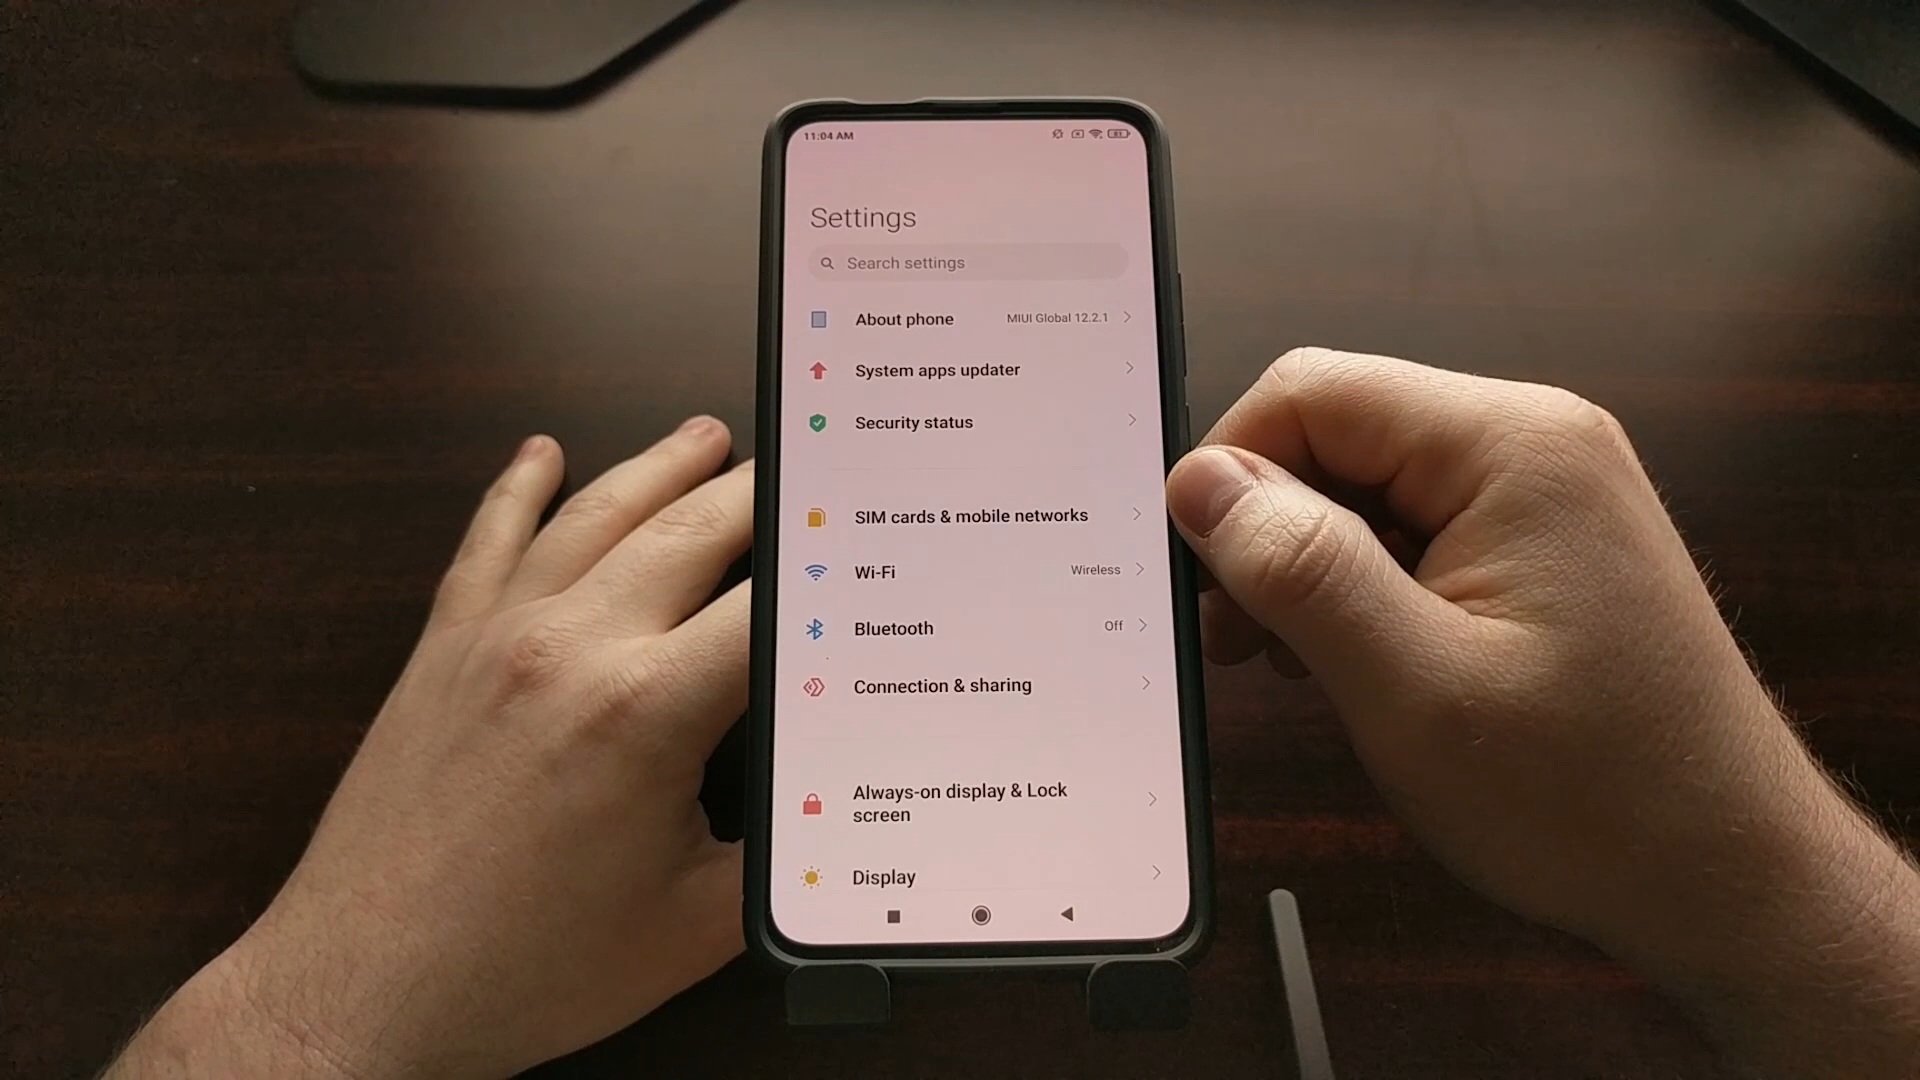 11:04 AM
Settings
Search settings
About phone MIUI Global 12.2.1
System apps updater
Security status
SIM cards & mobile networks
Wi-Fi Wireless
Bluetooth Off
Connection & sharing
Always-on display & Lock
screen
Display